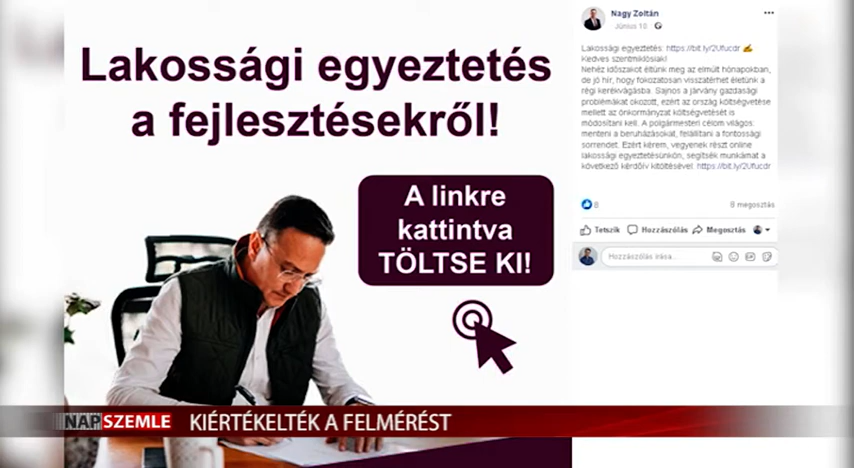 Lakossági egyeztetés
a fejlesztésekről!
A linkre
kattintva
TÖLTSE KI!
Nagy Zoltán
Június 10.
Lakossági egyeztetés: https://bit.ly/2Ufucdr
Kedves szentmiklósiak!
Nehéz időszakot éltünk meg az elmúlt hónapokban,
de jó hír, hogy fokozatosan visszatérhet életünk a
régi kerékvágásba. Sajnos a járvány gazdasági
problémákat okozott, ezért az ország költségvetése
mellett az önkormányzat költségvetését is
módosítani kell. A polgármesteri célom világos:
menteni a beruházásokat, felállítani a fontossági
sorrendet. Ezért kérem, vegyenek részt online
lakossági egyeztetésünkön, segítsék munkámat a
következő kérdőív kitöltésével: https://bit.ly/2Ufucdr
8
8 megosztás
Tetszik Hozzászólás Megosztás
Hozzászólás írása...
NAPSZEMLE KIÉRTÉKELTÉK A FELMÉRÉST